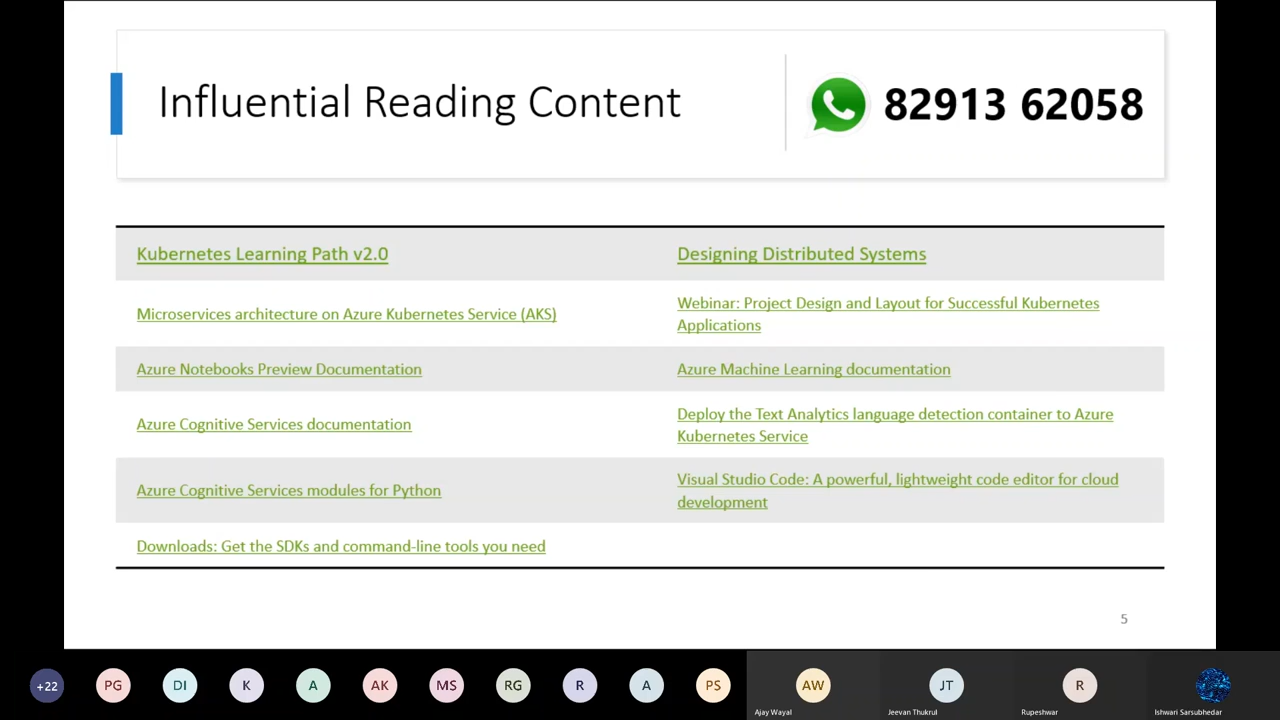 Influential Reading Content
82913 62058
Kubernetes Learning Path v2.0
Designing Distributed Systems
Microservices architecture on Azure Kubernetes Service (AKS)
Webinar: Project Design and Layout for Successful Kubernetes
Applications
Azure Notebooks Preview Documentation
Azure Machine Learning documentation
Azure Cognitive Services documentation
Deploy the Text Analytics language detection container to Azure
Kubernetes Service
Azure Cognitive Services modules for Python
Visual Studio Code: A powerful, lightweight code editor for cloud
development
Downloads: Get the SDKs and command-line tools you need
5
+22
PG
DI
K
A
AK
MS
RG
R
A
PS
AW
JT
R
Ajay Wayal
Jeevan Thukrul
Rupeshwar
Ishwari Sarsubhedar